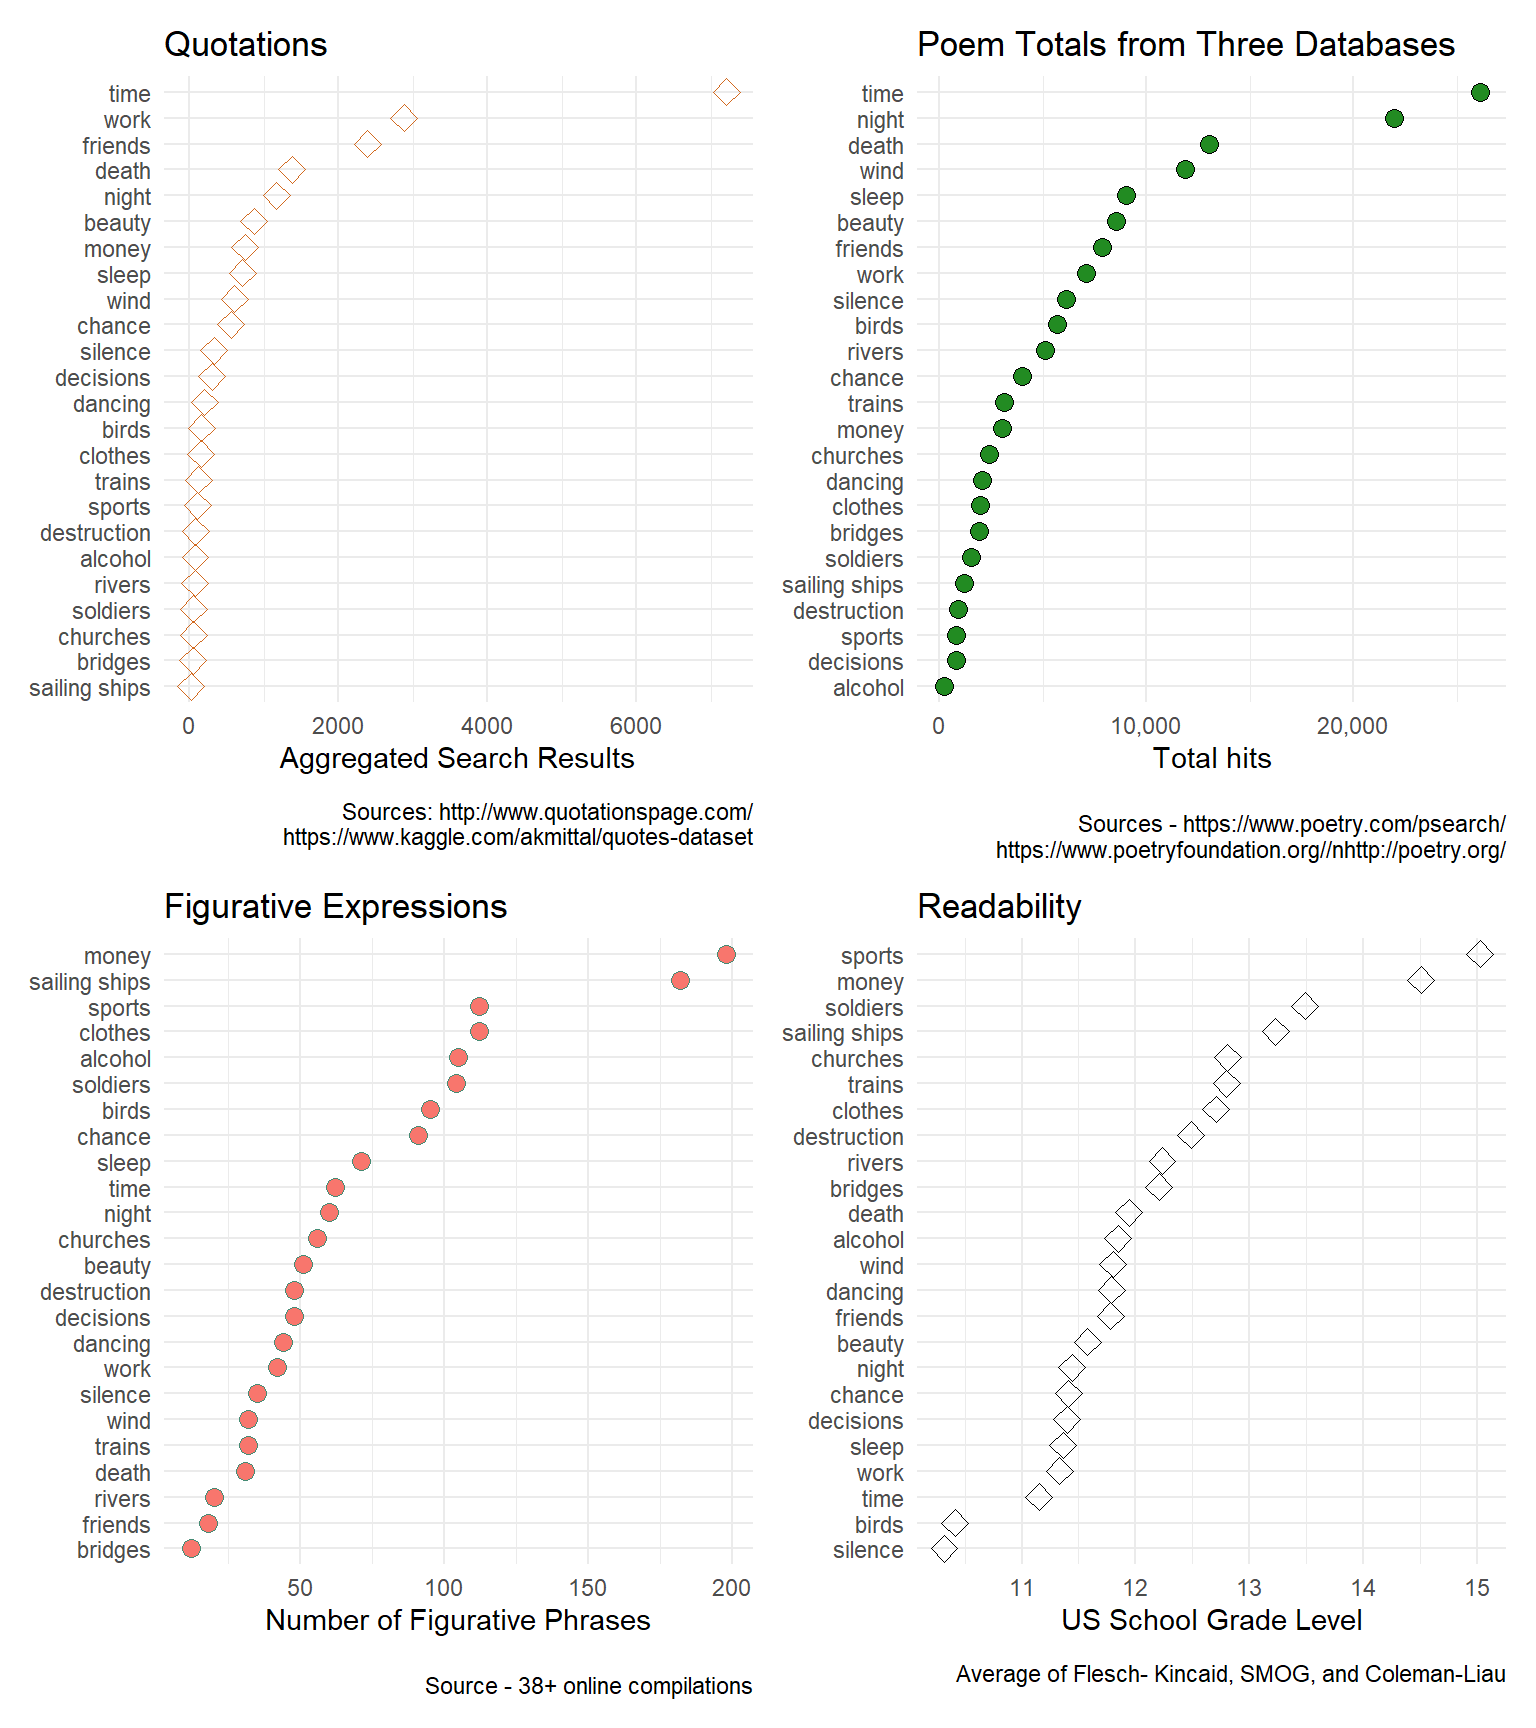 Quotations
time
work
friends
death
night
beauty
money
sleep
wind
chance
silence
decisions
dancing
birds
clothes
trains
sports
destruction
alcohol
rivers
soldiers
churches
bridges
sailing ships
0 2000 4000 6000
Aggregated Search Results
Sources: http://www.quotationspage.com/
https://www.kaggle.com/akmittal/quotes-dataset
Poem Totals from Three Databases
time
night
death
wind
sleep
beauty
friends
work
silence
birds
rivers
chance
trains
money
churches
dancing
clothes
bridges
soldiers
sailing ships
destruction
sports
decisions
alcohol
0 10,000 20,000
Total hits
Sources - https://www.poetry.com/psearch/
https://www.poetryfoundation.org//nhttp://poetry.org/
Figurative Expressions
money
sailing ships
sports
clothes
alcohol
soldiers
birds
chance
sleep
time
night
churches
beauty
destruction
decisions
dancing
work
silence
wind
trains
death
rivers
friends
bridges
50 100 150 200
Number of Figurative Phrases
Source - 38+ online compilations
Readability
sports
money
soldiers
sailing ships
churches
trains
clothes
destruction
rivers
bridges
death
alcohol
wind
dancing
friends
beauty
night
chance
decisions
sleep
work
time
birds
silence
11 12 13 14 15
US School Grade Level
Average of Flesch- Kincaid, SMOG, and Coleman-Liau